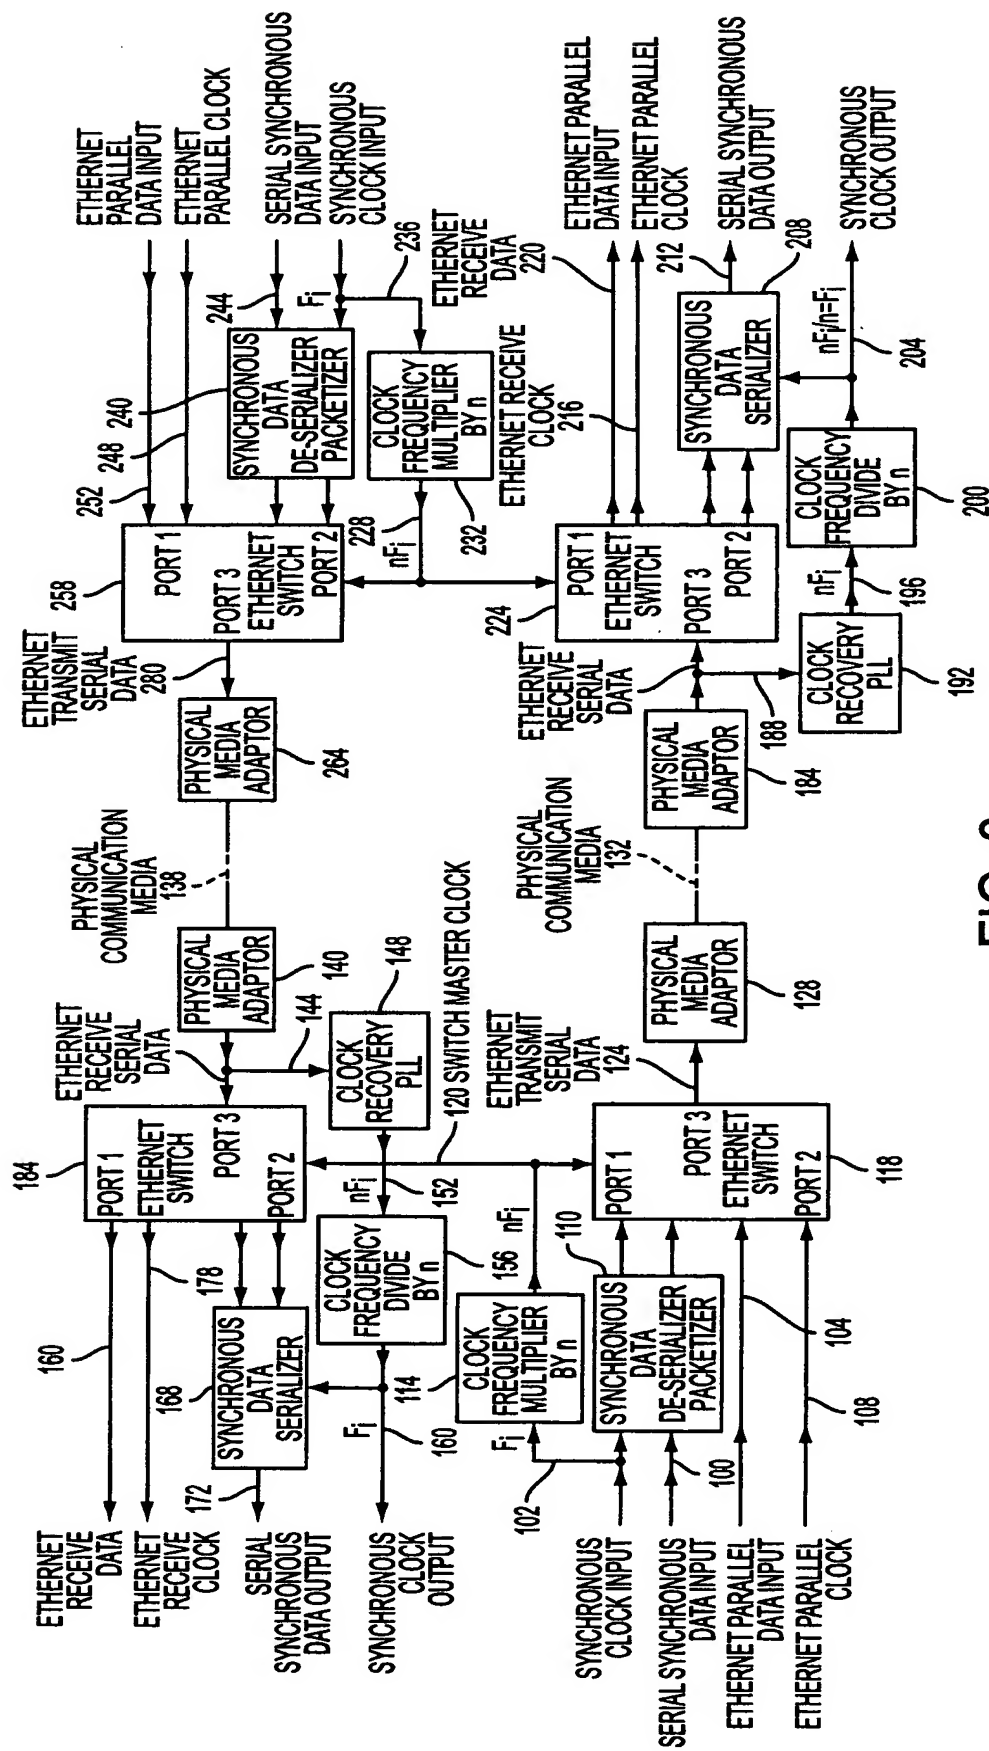 ETHERNET
RECEIVE
DATA
160
ETHERNET
RECEIVE
CLOCK
178
SERIAL
SYNCHRONOUS
DATA OUTPUT
172
168
SYNCHRONOUS
DATA
SERIALIZER
SYNCHRONOUS
CLOCK
OUTPUT
Fi
160
184
PORT 1
ETHERNET
SWITCH
PORT 3
PORT 2
CLOCK
FREQUENCY
DIVIDE
BY n
156
nFi
152
CLOCK
RECOVERY
PLL
148
144
ETHERNET
RECEIVE
SERIAL
DATA
PHYSICAL
MEDIA
ADAPTOR
140
PHYSICAL
COMMUNICATION
MEDIA
138
PHYSICAL
MEDIA
ADAPTOR
264
ETHERNET
TRANSMIT
SERIAL
DATA
280
258
PORT 1
PORT 3
ETHERNET
SWITCH
PORT 2
252
248
240
SYNCHRONOUS
DATA
DE-SERIALIZER
PACKETIZER
244
Fi
ETHERNET
PARALLEL
DATA INPUT
ETHERNET
PARALLEL CLOCK
SERIAL SYNCHRONOUS
DATA INPUT
SYNCHRONOUS
CLOCK INPUT
236
CLOCK
FREQUENCY
MULTIPLIER
BY n
232
228
nFi
SYNCHRONOUS
CLOCK INPUT
SERIAL SYNCHRONOUS
DATA INPUT
ETHERNET PARALLEL
DATA INPUT
ETHERNET PARALLEL
CLOCK
102
Fi
100
104
108
114
CLOCK
FREQUENCY
MULTIPLIER
BY n
nFi
120 SWITCH MASTER CLOCK
110
SYNCHRONOUS
DATA
DE-SERIALIZER
PACKETIZER
PORT 1
PORT 3
ETHERNET
SWITCH
PORT 2
118
ETHERNET
TRANSMIT
SERIAL
DATA
124
PHYSICAL
MEDIA
ADAPTOR
128
PHYSICAL
COMMUNICATION
MEDIA
132
PHYSICAL
MEDIA
ADAPTOR
184
ETHERNET
RECEIVE
SERIAL
DATA
188
CLOCK
RECOVERY
PLL
192
nFi
196
CLOCK
FREQUENCY
DIVIDE
BY n
200
224
PORT 1
ETHERNET
SWITCH
PORT 3
PORT 2
ETHERNET RECEIVE
CLOCK
216
ETHERNET
RECEIVE
DATA
220
SYNCHRONOUS
DATA
SERIALIZER
208
212
nFi/n=Fi
204
ETHERNET PARALLEL
DATA INPUT
ETHERNET PARALLEL
CLOCK
SERIAL SYNCHRONOUS
DATA OUTPUT
SYNCHRONOUS
CLOCK OUTPUT